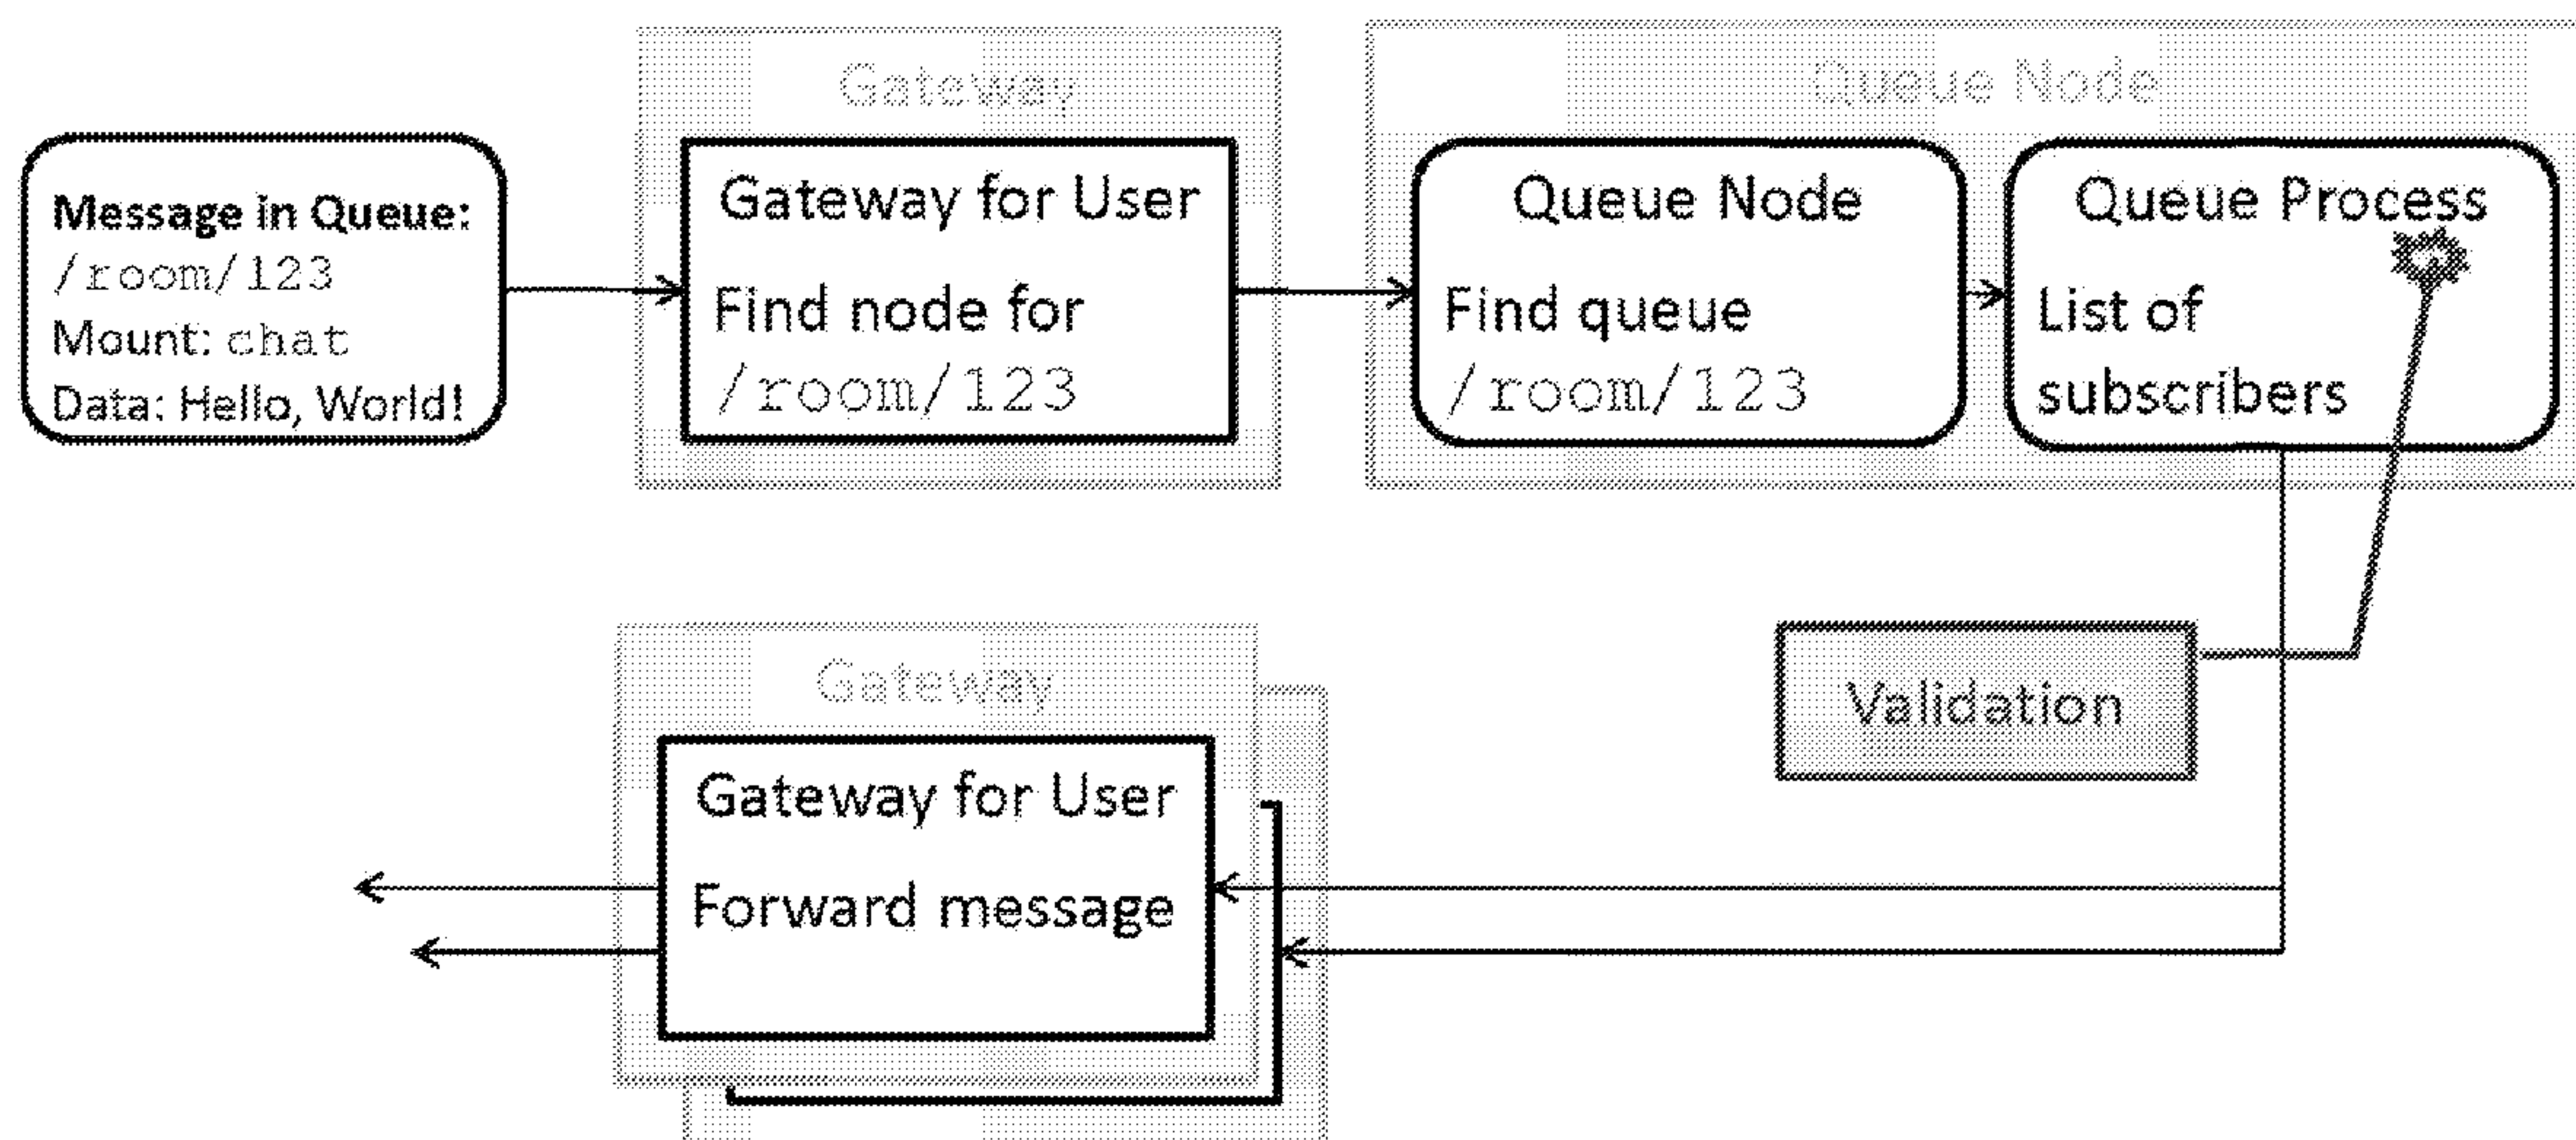 Gateway
Queue Node
Message in Queue:
/room/123
Mount: chat
Data: Hello, World!
Gateway for User
Find node for
/room/123
Queue Node
Find queue
/room/123
Queue Process
List of
subscribers
Gateway
Gateway for User
Forward message
Validation